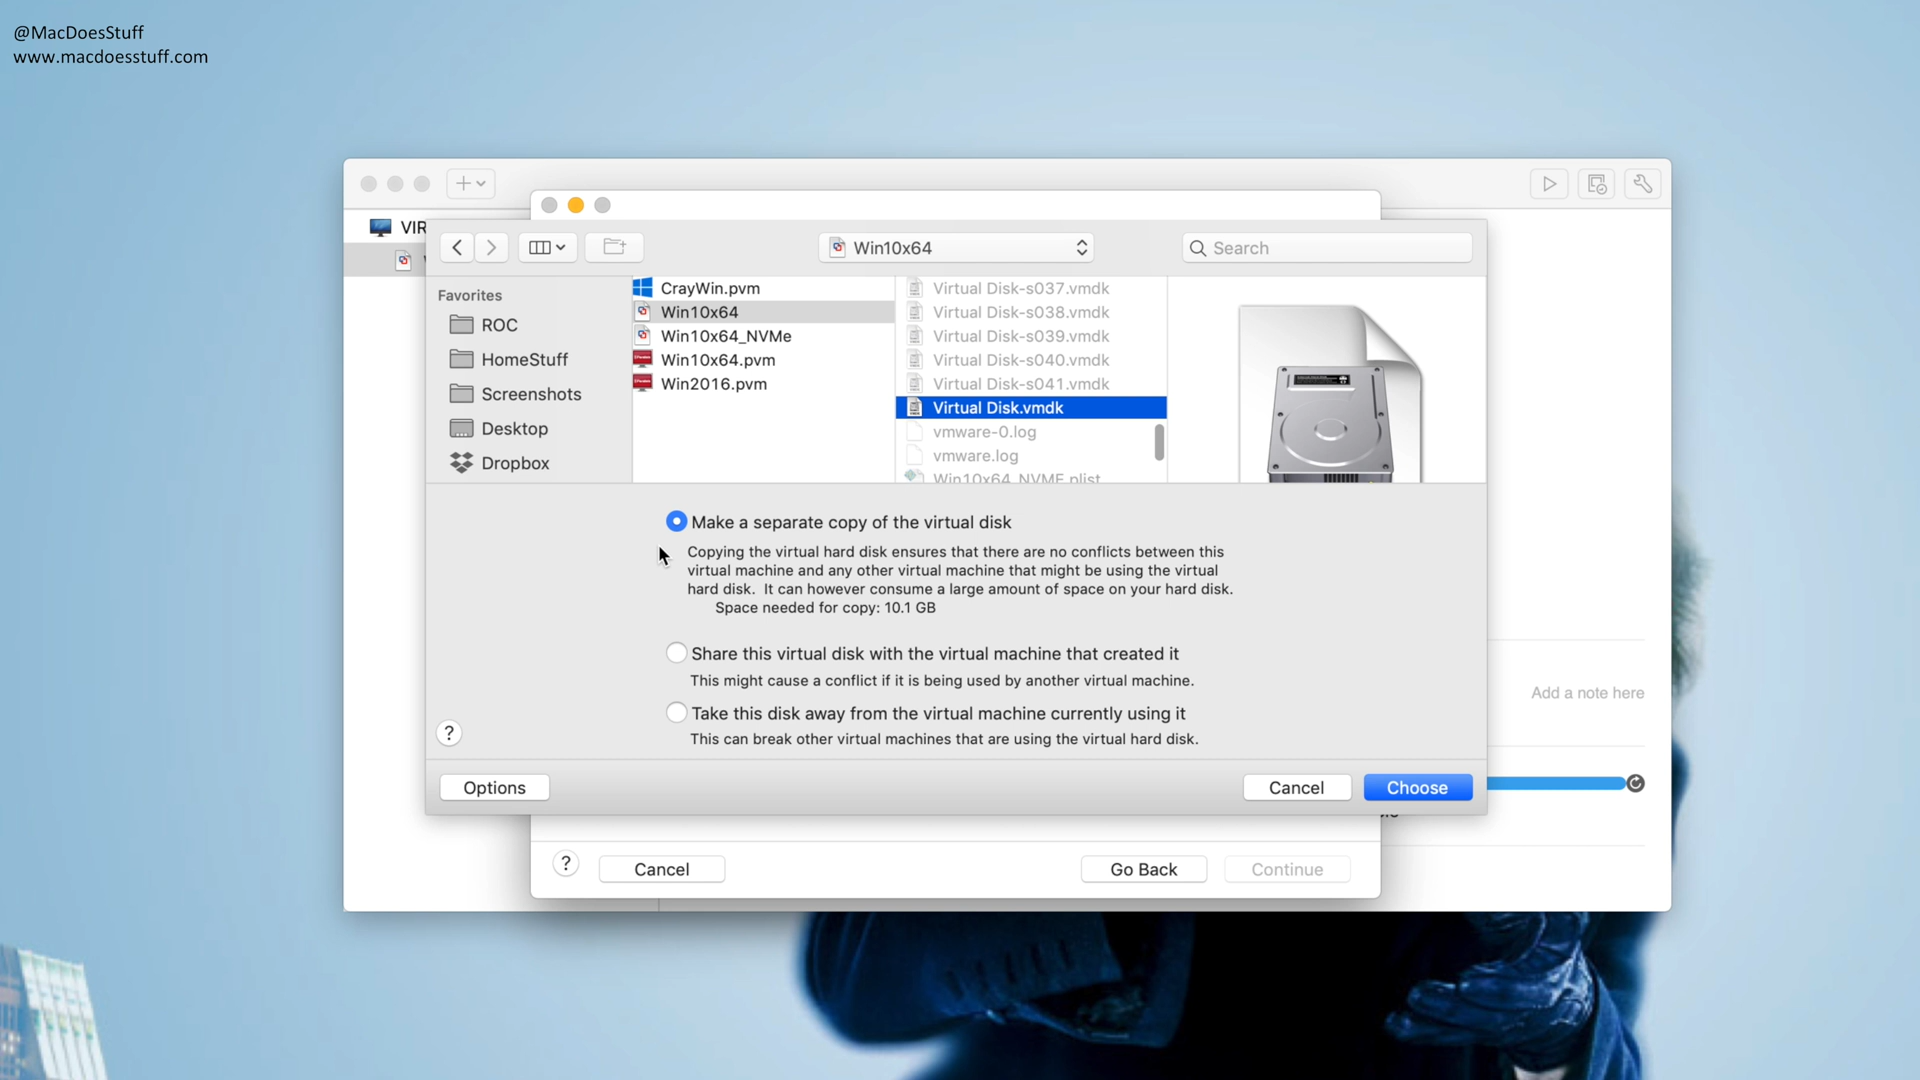 @MacDoesStuff
www.macdoesstuff.com
VIR
Win10x64
Search
Favorites
ROC
HomeStuff
Screenshots
Desktop
Dropbox
CrayWin.pvm
Win10x64
Win10x64_NVMe
Win10x64.pvm
Win2016.pvm
Virtual Disk-s037.vmdk
Virtual Disk-s038.vmdk
Virtual Disk-s039.vmdk
Virtual Disk-s040.vmdk
Virtual Disk-s041.vmdk
Virtual Disk.vmdk
vmware-0.log
vmware.log
Win10x64_NVME.plist
Make a separate copy of the virtual disk
Copying the virtual hard disk ensures that there are no conflicts between this
virtual machine and any other virtual machine that might be using the virtual
hard disk. It can however consume a large amount of space on your hard disk.
Space needed for copy: 10.1 GB
Share this virtual disk with the virtual machine that created it
This might cause a conflict if it is being used by another virtual machine.
Take this disk away from the virtual machine currently using it
This can break other virtual machines that are using the virtual hard disk.
?
Options
Cancel
Choose
Add a note here
?
Cancel
Go Back
Continue